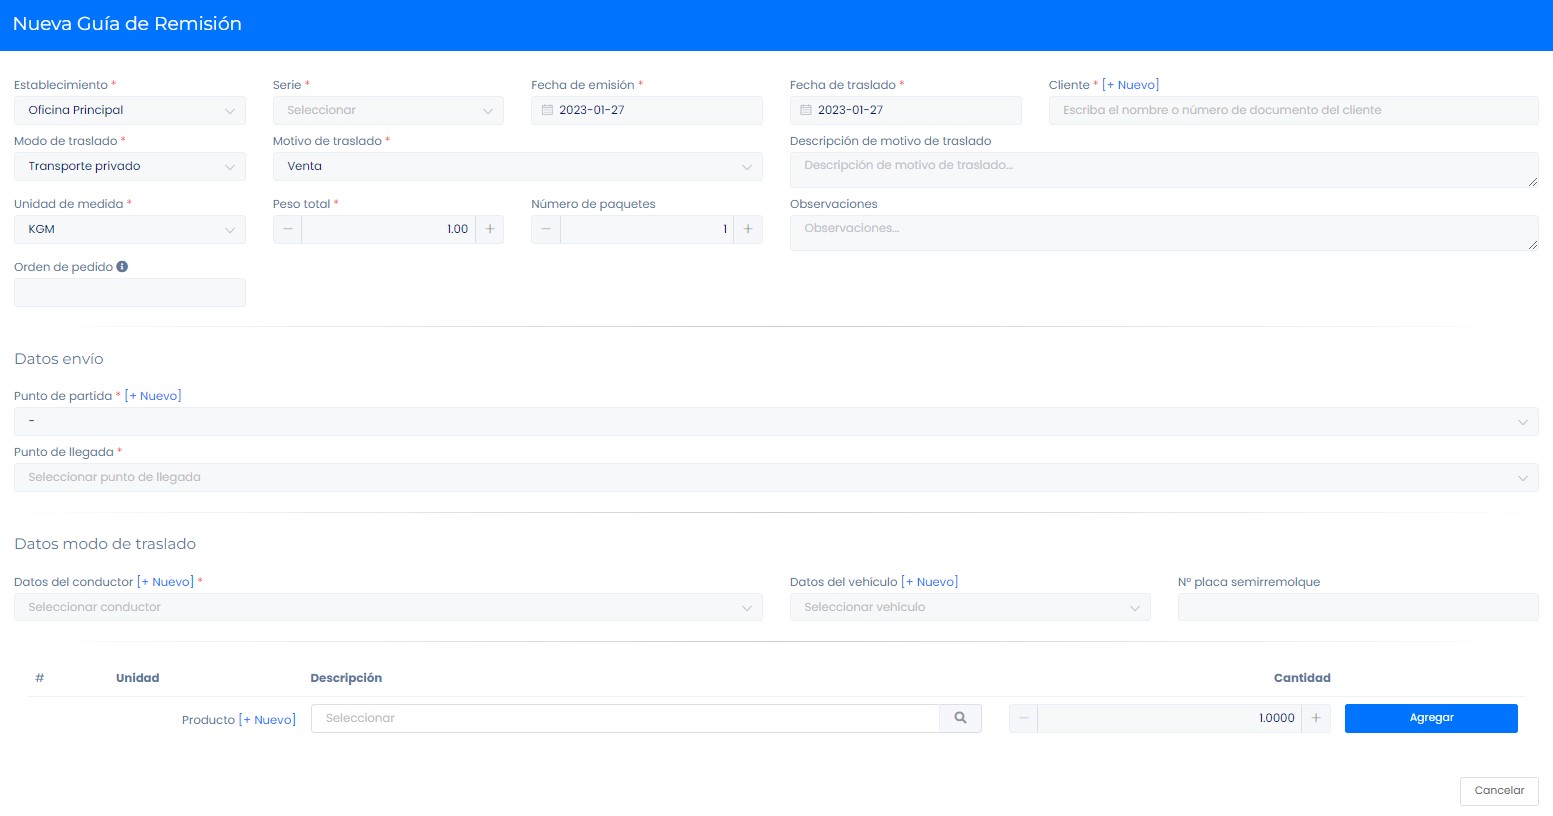 Nueva Guía de Remisión
Establecimiento * Serie * Fecha de emisión * Fecha de traslado * Cliente * [+ Nuevo]
Oficina Principal Seleccionar 2023-01-27 2023-01-27 Escriba el nombre o número de documento del cliente
Modo de traslado * Motivo de traslado * Descripción de motivo de traslado
Transporte privado Venta Descripción de motivo de traslado...
Unidad de medida * Peso total * Número de paquetes Observaciones
KGM − 1.00 + − 1 + Observaciones...
Orden de pedido
Datos envío
Punto de partida * [+ Nuevo]
-
Punto de llegada *
Seleccionar punto de llegada
Datos modo de traslado
Datos del conductor [+ Nuevo] * Datos del vehículo [+ Nuevo] Nº placa semirremolque
Seleccionar conductor Seleccionar vehículo
# Unidad Descripción Cantidad
Producto [+ Nuevo] Seleccionar − 1.0000 + Agregar
Cancelar